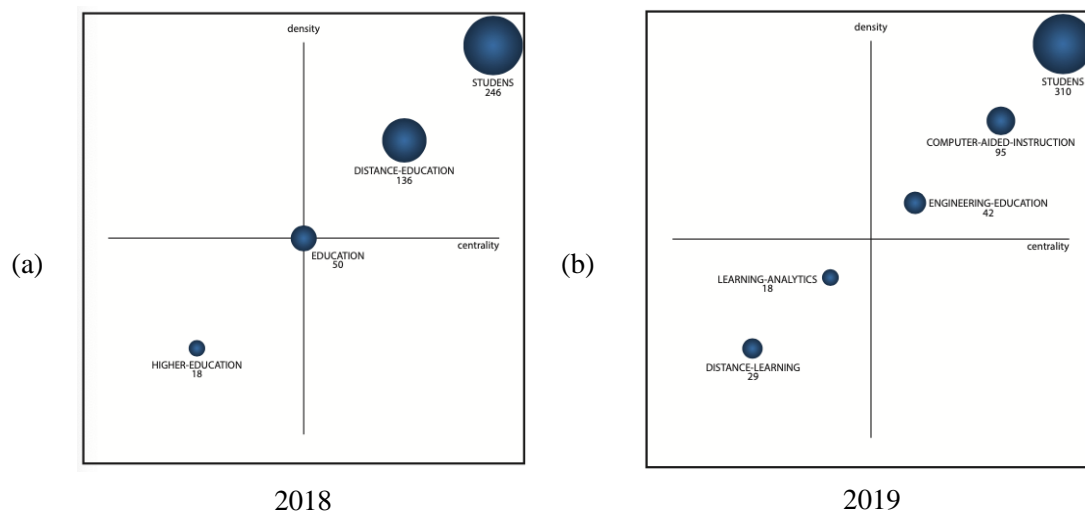 density
STUDENS
246
DISTANCE-EDUCATION
136
centrality
EDUCATION
50
HIGHER-EDUCATION
18
(a)
2018
density
STUDENS
310
COMPUTER-AIDED-INSTRUCTION
95
ENGINEERING-EDUCATION
42
centrality
LEARNING-ANALYTICS
18
DISTANCE-LEARNING
29
(b)
2019